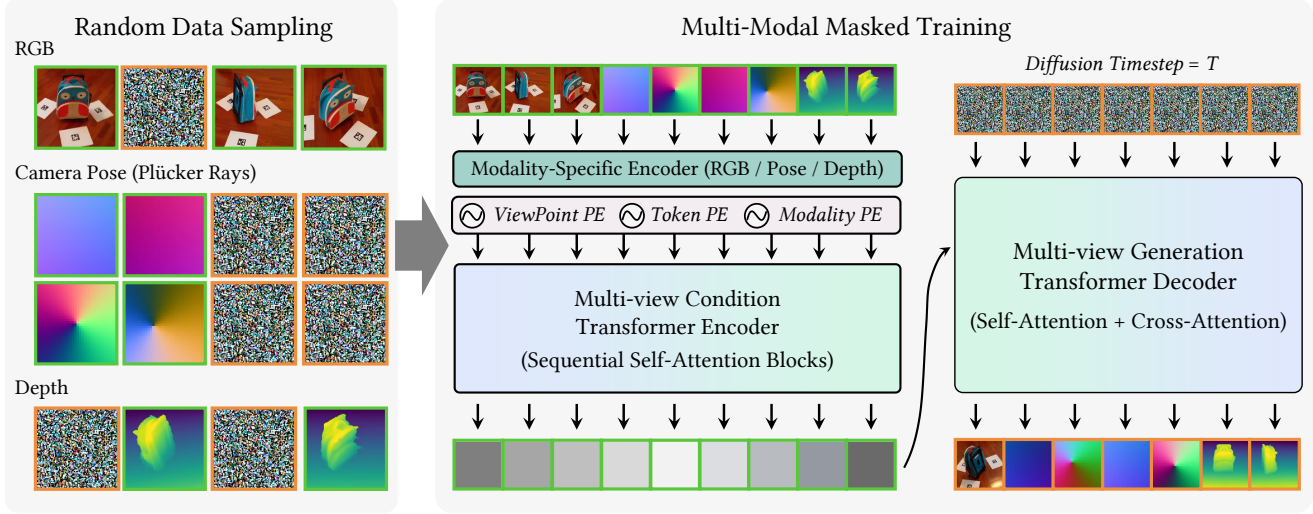 Random Data Sampling
RGB
Camera Pose (Plücker Rays)
Depth
Multi-Modal Masked Training
Modality-Specific Encoder (RGB / Pose / Depth)
ViewPoint PE
Token PE
Modality PE
Multi-view Condition
Transformer Encoder
(Sequential Self-Attention Blocks)
Diffusion Timestep = T
Multi-view Generation
Transformer Decoder
(Self-Attention + Cross-Attention)